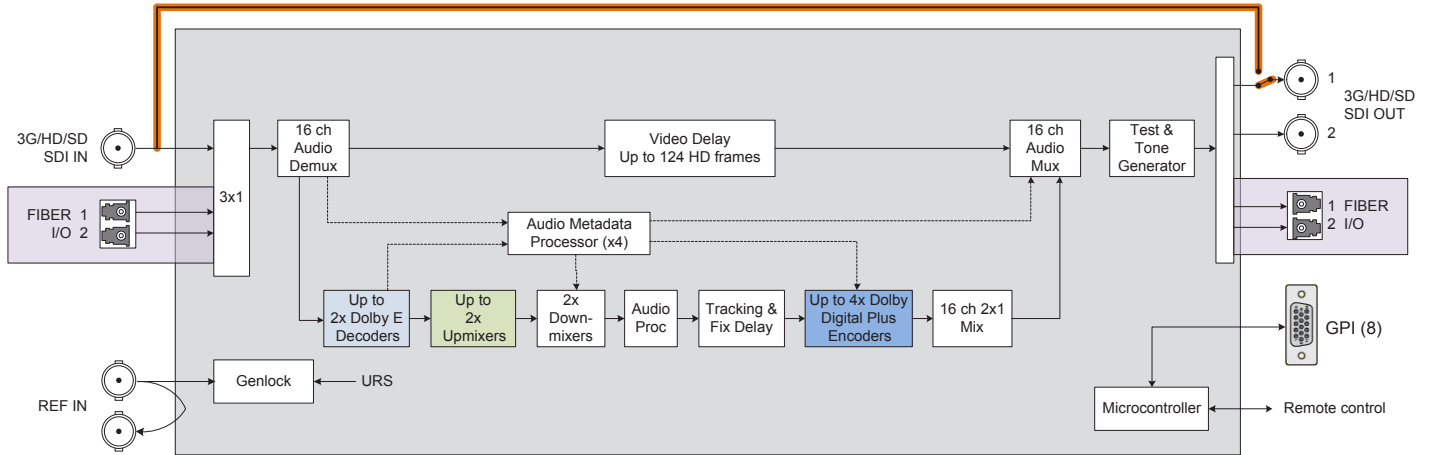 1
3G/HD/SD
SDI OUT
2
3G/HD/SD
SDI IN
3x1
16 ch
Audio
Demux
Video Delay
Up to 124 HD frames
16 ch
Audio
Mux
Test &
Tone
Generator
FIBER 1
I/O 2
1 FIBER
2 I/O
Audio Metadata
Processor (x4)
Up to
2x Dolby E
Decoders
Up to
2x
Upmixers
2x
Down-
mixers
Audio
Proc
Tracking &
Fix Delay
Up to 4x Dolby
Digital Plus
Encoders
16 ch 2x1
Mix
GPI (8)
REF IN
Genlock
URS
Microcontroller
Remote control